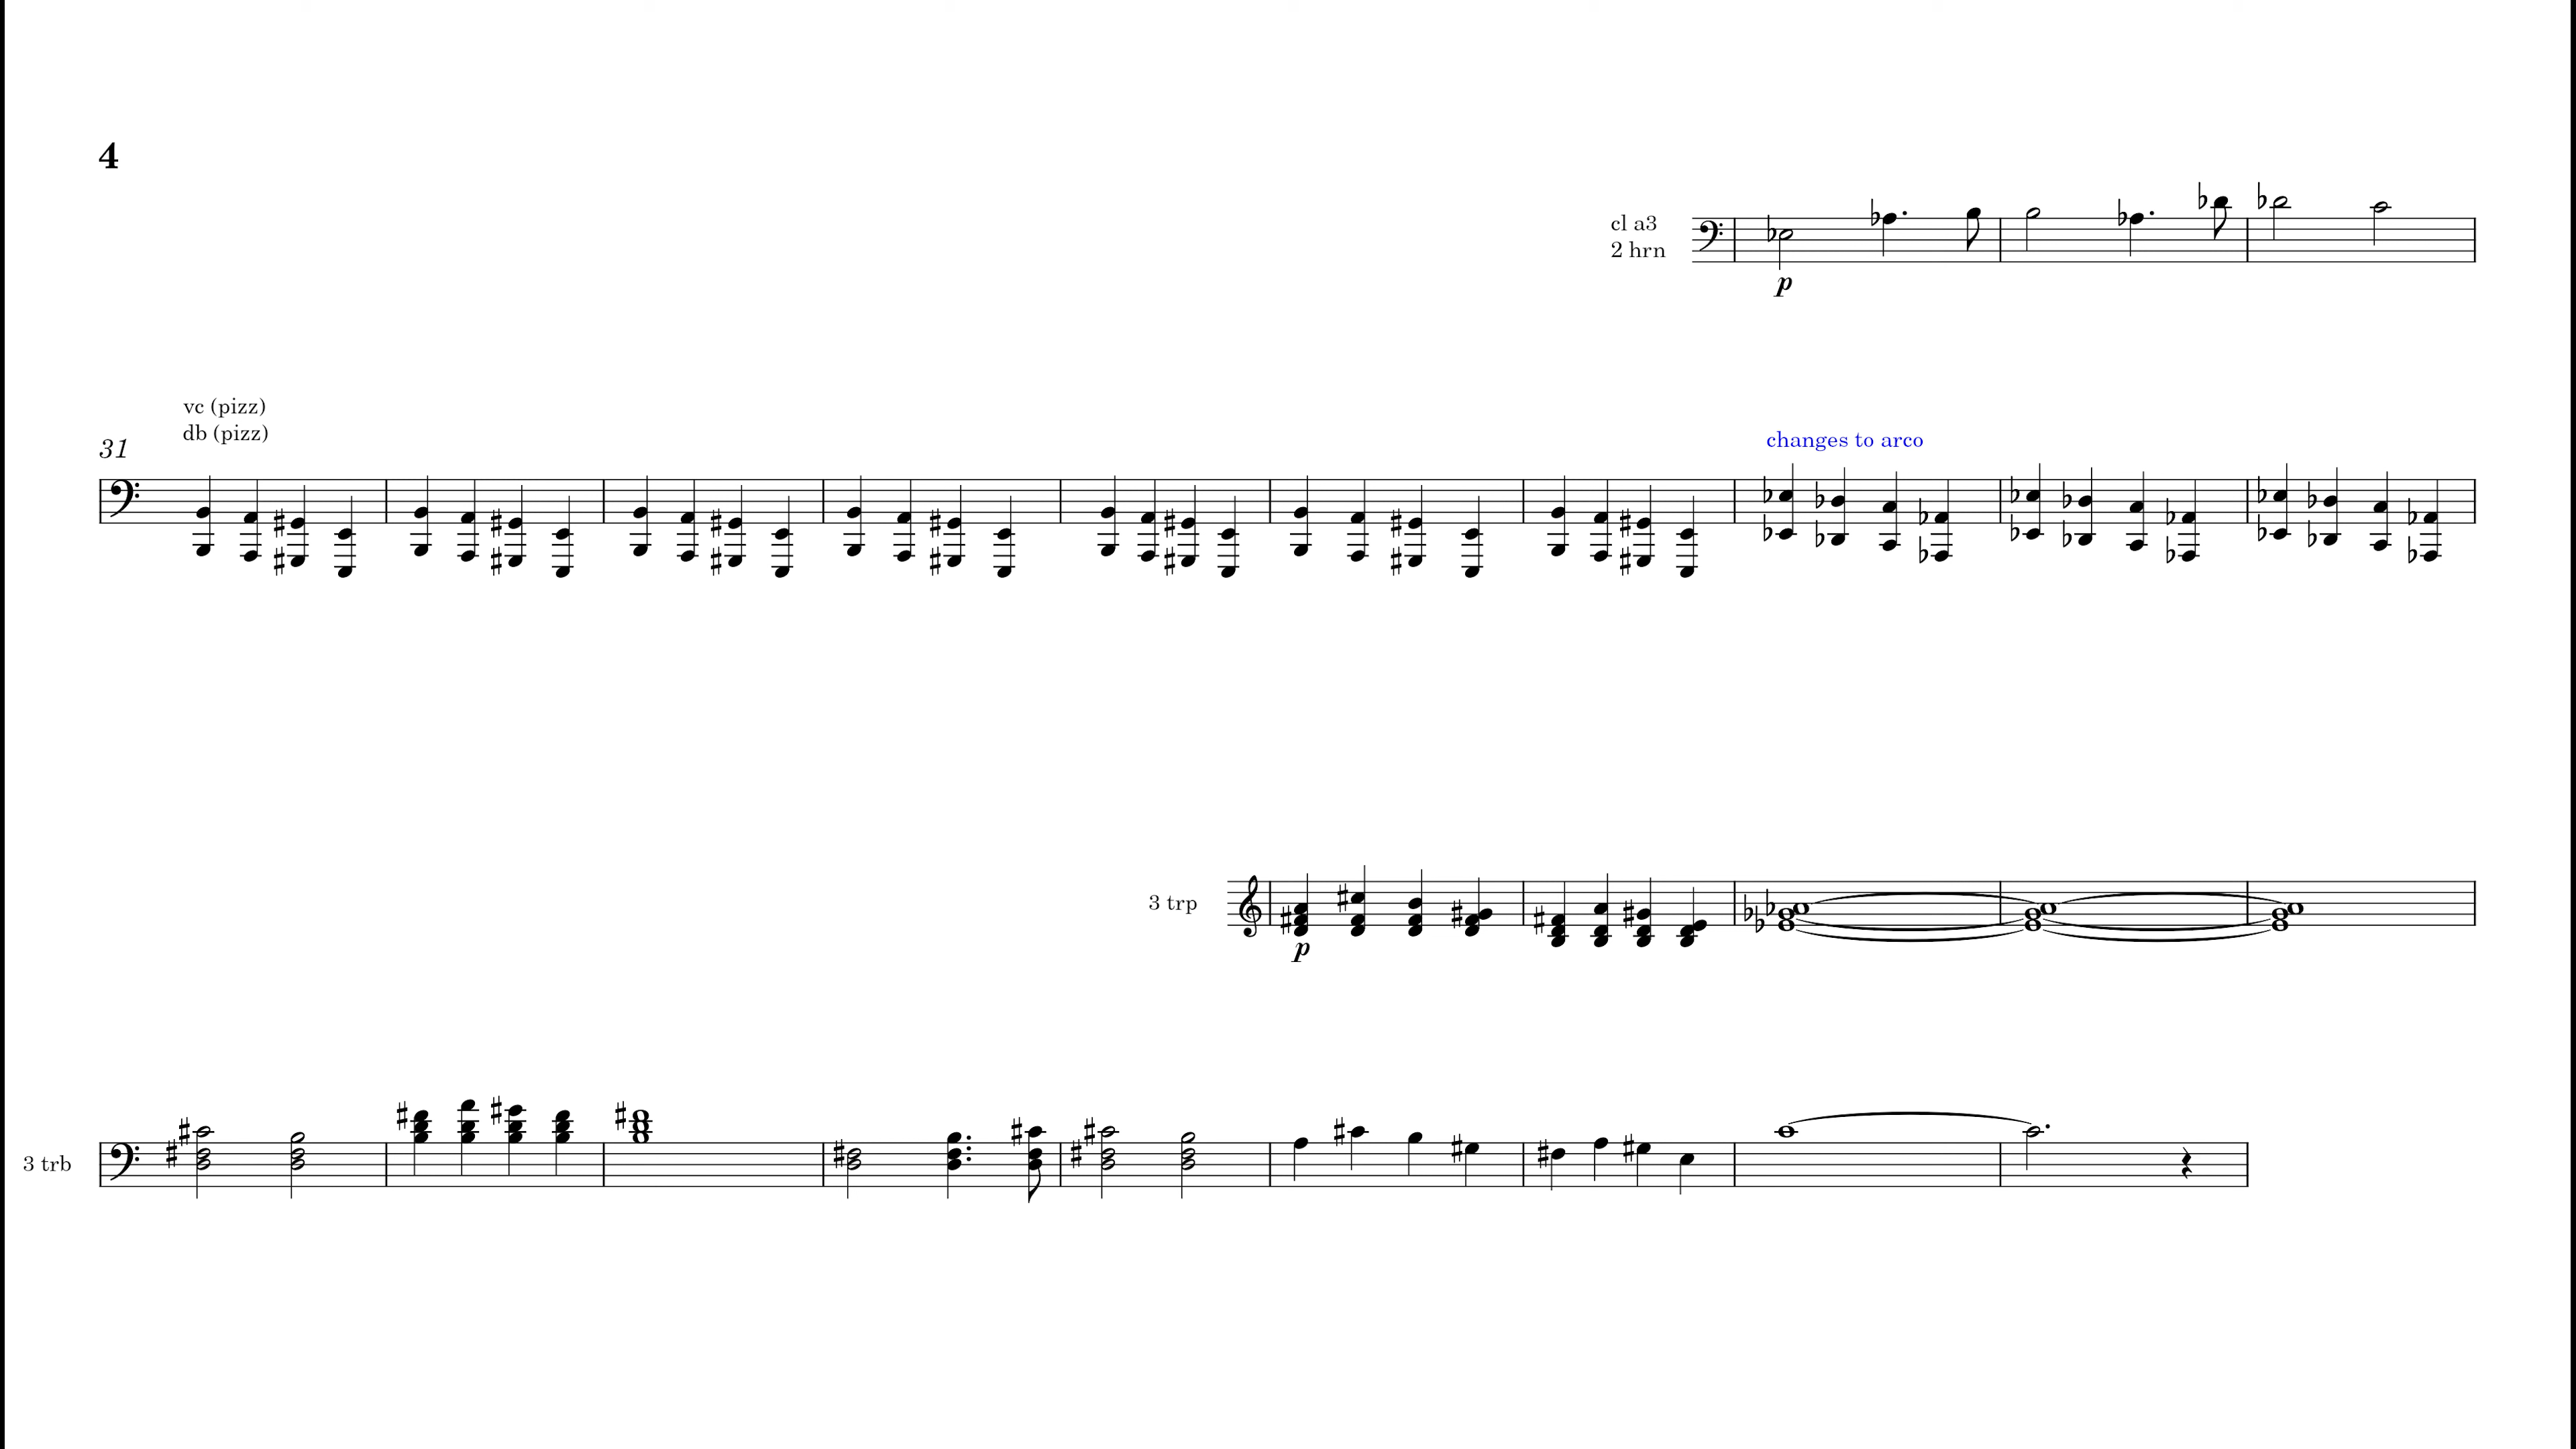 4
cl a3
2 hrn
p
vc (pizz)
db (pizz)
31
changes to arco
3 trp
p
3 trb